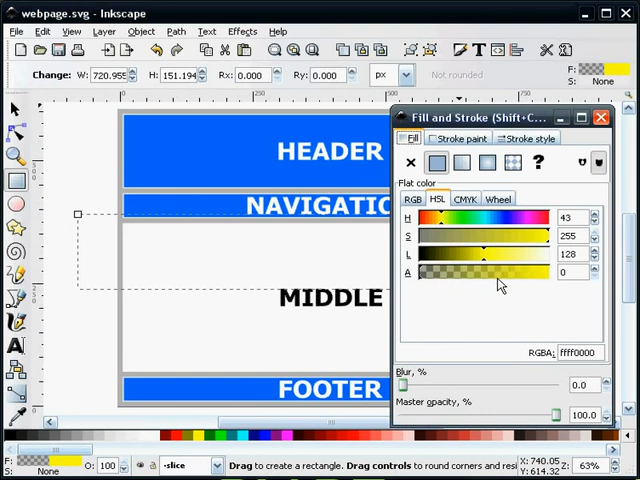 webpage.svg - Inkscape
File Edit View Layer Object Path Text Effects Help
Change: W: 720.955 H: 151.194 Rx: 0.000 Ry: 0.000 px Not rounded F:
S: None
0 250 500
HEADER
NAVIGATIO
MIDDLE
FOOTER
Fill and Stroke (Shift+C...
Fill Stroke paint Stroke style
?
Flat color
RGB HSL CMYK Wheel
H 43
S 255
L 128
A 0
RGBA: ffff0000
Blur, %
0.0
Master opacity, %
100.0
F:
S: None
O: 100
·slice
Drag to create a rectangle. Drag controls to round corners and resi
X: 740.05
Y: 614.32
Z: 63%